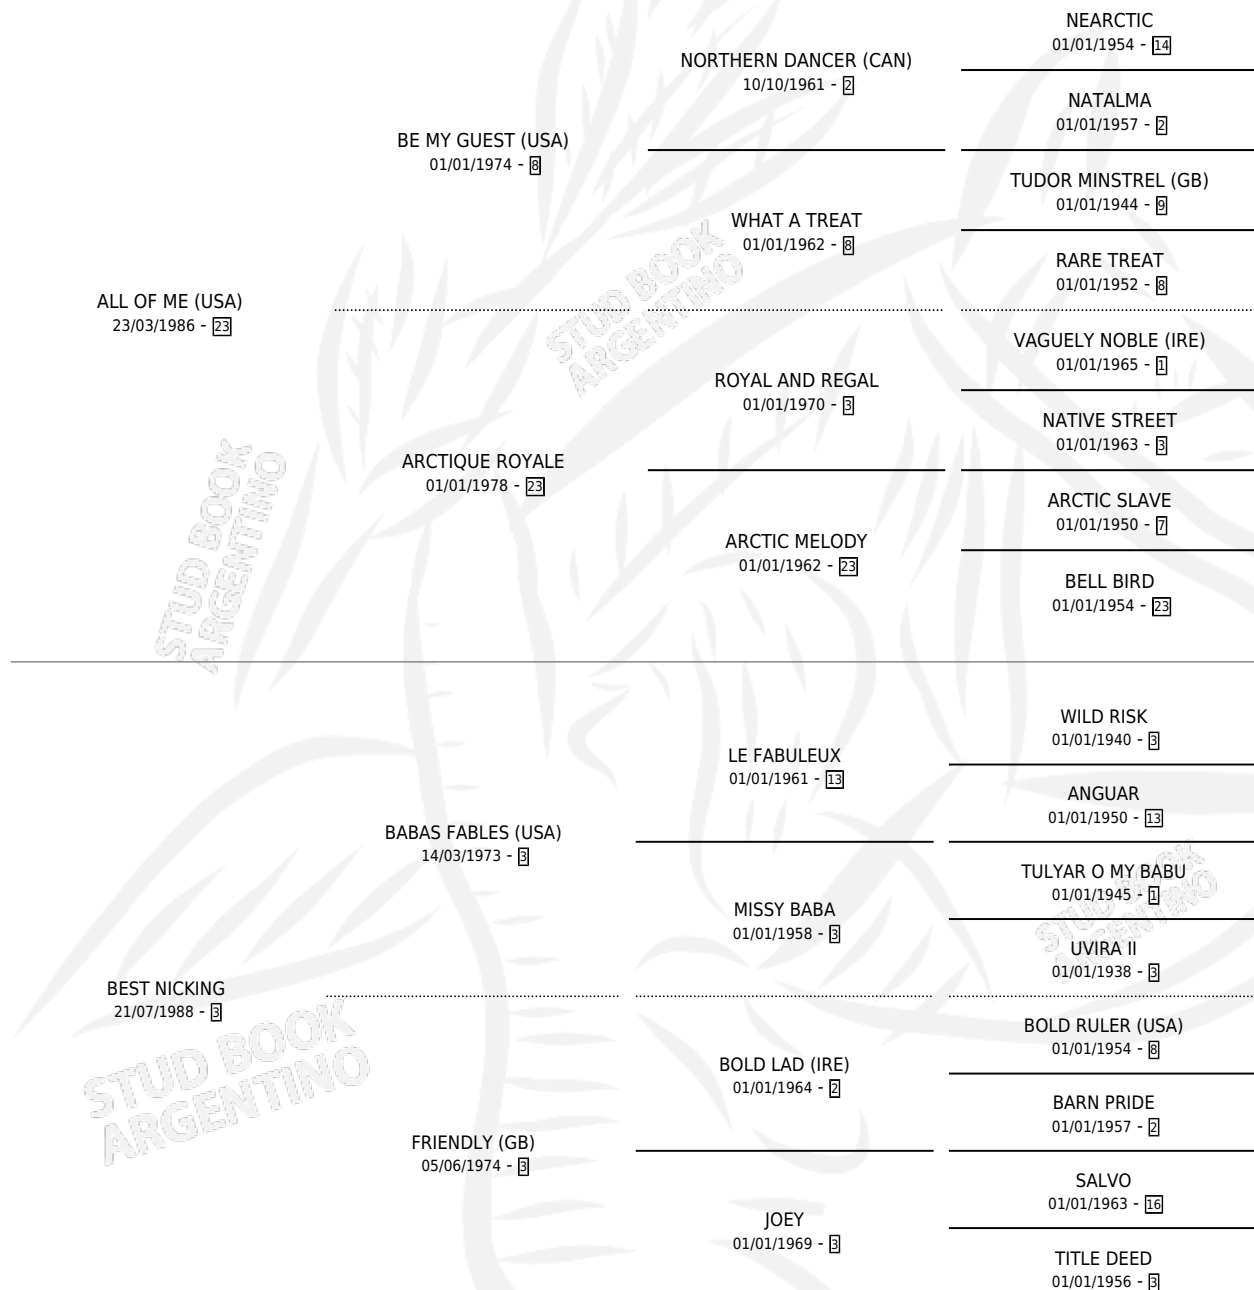 NEARCTIC
01/01/1954 - 14
NORTHERN DANCER (CAN)
10/10/1961 - 2
NATALMA
01/01/1957 - 2
BE MY GUEST (USA)
01/01/1974 - 8
TUDOR MINSTREL (GB)
01/01/1944 - 9
WHAT A TREAT
01/01/1962 - 8
RARE TREAT
01/01/1952 - 8
ALL OF ME (USA)
23/03/1986 - 23
STUD BOOK
ARGENTINO
VAGUELY NOBLE (IRE)
01/01/1965 - 1
ROYAL AND REGAL
01/01/1970 - 3
NATIVE STREET
01/01/1963 - 3
ARCTIQUE ROYALE
01/01/1978 - 23
ARCTIC SLAVE
01/01/1950 - 7
ARCTIC MELODY
01/01/1962 - 23
BELL BIRD
01/01/1954 - 23
STUD BOOK
ARGENTINO
WILD RISK
01/01/1940 - 3
LE FABULEUX
01/01/1961 - 13
ANGUAR
01/01/1950 - 13
BABAS FABLES (USA)
14/03/1973 - 3
TULYAR O MY BABU
01/01/1945 - 1
MISSY BABA
01/01/1958 - 3
STUD BOOK
ARGENTINO
UVIRA II
01/01/1938 - 3
BEST NICKING
21/07/1988 - 3
STUD BOOK
ARGENTINO
BOLD RULER (USA)
01/01/1954 - 8
BOLD LAD (IRE)
01/01/1964 - 2
BARN PRIDE
01/01/1957 - 2
FRIENDLY (GB)
05/06/1974 - 3
SALVO
01/01/1963 - 16
JOEY
01/01/1969 - 3
TITLE DEED
01/01/1956 - 3